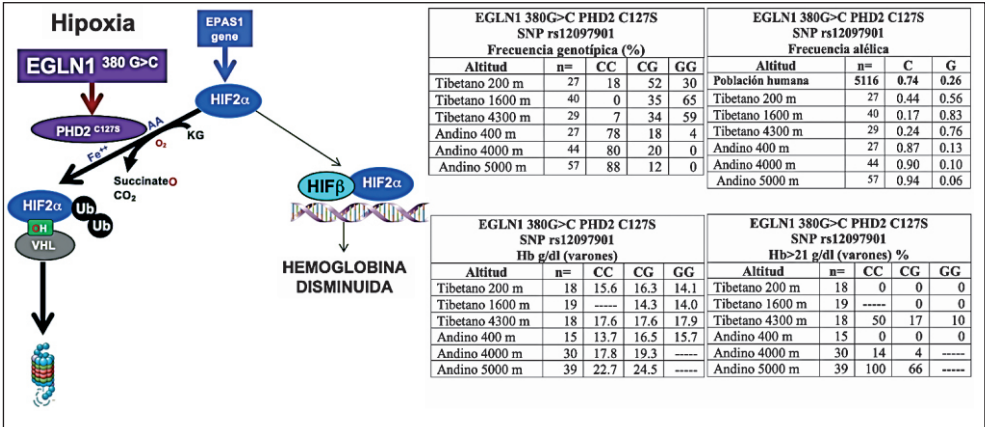 Hipoxia
EPAS1
gene
EGLN1 380 G>C
HIF2α
PHD2 C127S
AA
KG
O₂
Fe⁺⁺
SuccinateO
CO₂
HIF2α
Ub
Ub
OH
VHL
HIFβ
HIF2α
HEMOGLOBINA
DISMINUIDA
EGLN1 380G>C PHD2 C127S
SNP rs12097901
Frecuencia genotípica (%)
Altitud n= CC CG GG
Tibetano 200 m 27 18 52 30
Tibetano 1600 m 40 0 35 65
Tibetano 4300 m 29 7 34 59
Andino 400 m 27 78 18 4
Andino 4000 m 44 80 20 0
Andino 5000 m 57 88 12 0
EGLN1 380G>C PHD2 C127S
SNP rs12097901
Frecuencia alélica
Altitud n= C G
Población humana 5116 0.74 0.26
Tibetano 200 m 27 0.44 0.56
Tibetano 1600 m 40 0.17 0.83
Tibetano 4300 m 29 0.24 0.76
Andino 400 m 27 0.87 0.13
Andino 4000 m 44 0.90 0.10
Andino 5000 m 57 0.94 0.06
EGLN1 380G>C PHD2 C127S
SNP rs12097901
Hb g/dl (varones)
Altitud n= CC CG GG
Tibetano 200 m 18 15.6 16.3 14.1
Tibetano 1600 m 19 ----- 14.3 14.0
Tibetano 4300 m 18 17.6 17.6 17.9
Andino 400 m 15 13.7 16.5 15.7
Andino 4000 m 30 17.8 19.3 -----
Andino 5000 m 39 22.7 24.5 -----
EGLN1 380G>C PHD2 C127S
SNP rs12097901
Hb>21 g/dl (varones) %
Altitud n= CC CG GG
Tibetano 200 m 18 0 0 0
Tibetano 1600 m 19 ----- 0 0
Tibetano 4300 m 18 50 17 10
Andino 400 m 15 0 0 0
Andino 4000 m 30 14 4 -----
Andino 5000 m 39 100 66 -----